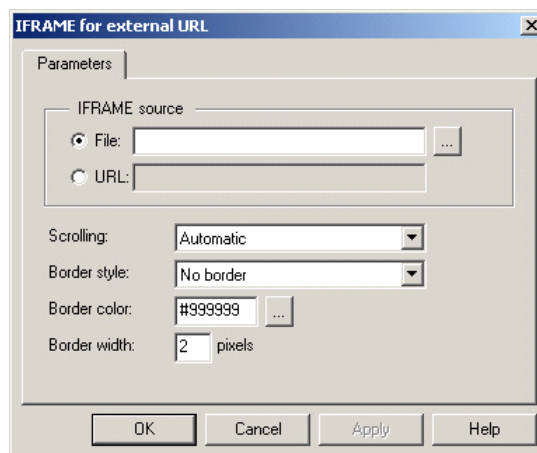 IFRAME for external URL
Parameters
IFRAME source
File: ...
URL:
Scrolling: Automatic
Border style: No border
Border color: #999999 ...
Border width: 2 pixels
OK Cancel Apply Help